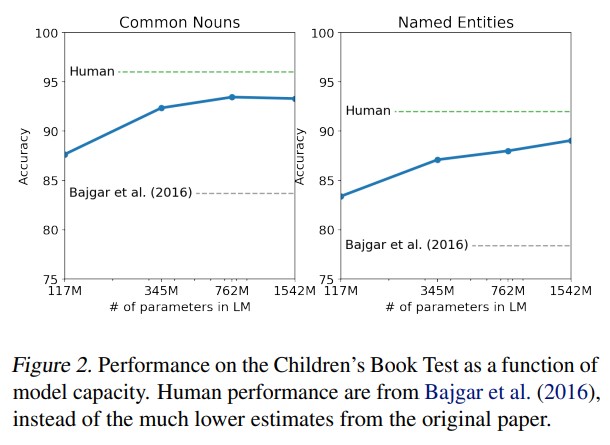 Common Nouns
100
95
90
85
80
75
Accuracy
Human
Bajgar et al. (2016)
117M 345M 762M 1542M
# of parameters in LM
Named Entities
100
95
90
85
80
75
Accuracy
Human
Bajgar et al. (2016)
117M 345M 762M 1542M
# of parameters in LM
Figure 2. Performance on the Children’s Book Test as a function of
model capacity. Human performance are from Bajgar et al. (2016),
instead of the much lower estimates from the original paper.